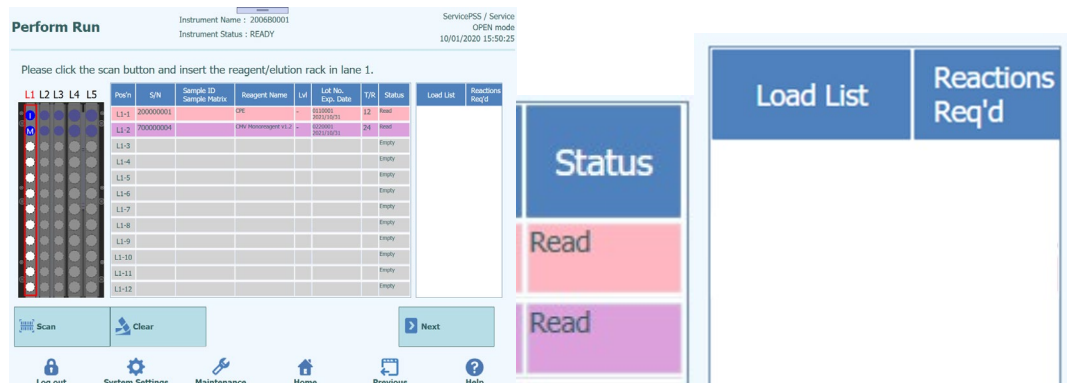 Perform Run
Instrument Name : 2006B0001
Instrument Status : READY
ServicePSS / Service
OPEN mode
10/01/2020 15:50:25
Please click the scan button and insert the reagent/elution rack in lane 1.
L1 L2 L3 L4 L5
I
M
Pos'n S/N Sample ID Sample Matrix Reagent Name Lvl Lot No. Exp. Date T/R Status
L1-1 200000001 CPE - 0110001 2021/10/31 12 Read
L1-2 700000004 CMV Monoreagent v1.2 - 0220001 2021/10/31 24 Read
L1-3 Empty
L1-4 Empty
L1-5 Empty
L1-6 Empty
L1-7 Empty
L1-8 Empty
L1-9 Empty
L1-10 Empty
L1-11 Empty
L1-12 Empty
Load List Reactions Req'd
Scan
Clear
Next
Log out
System Settings
Maintenance
Home
Previous
Help
Status
Read
Read
Load List
Reactions
Req'd